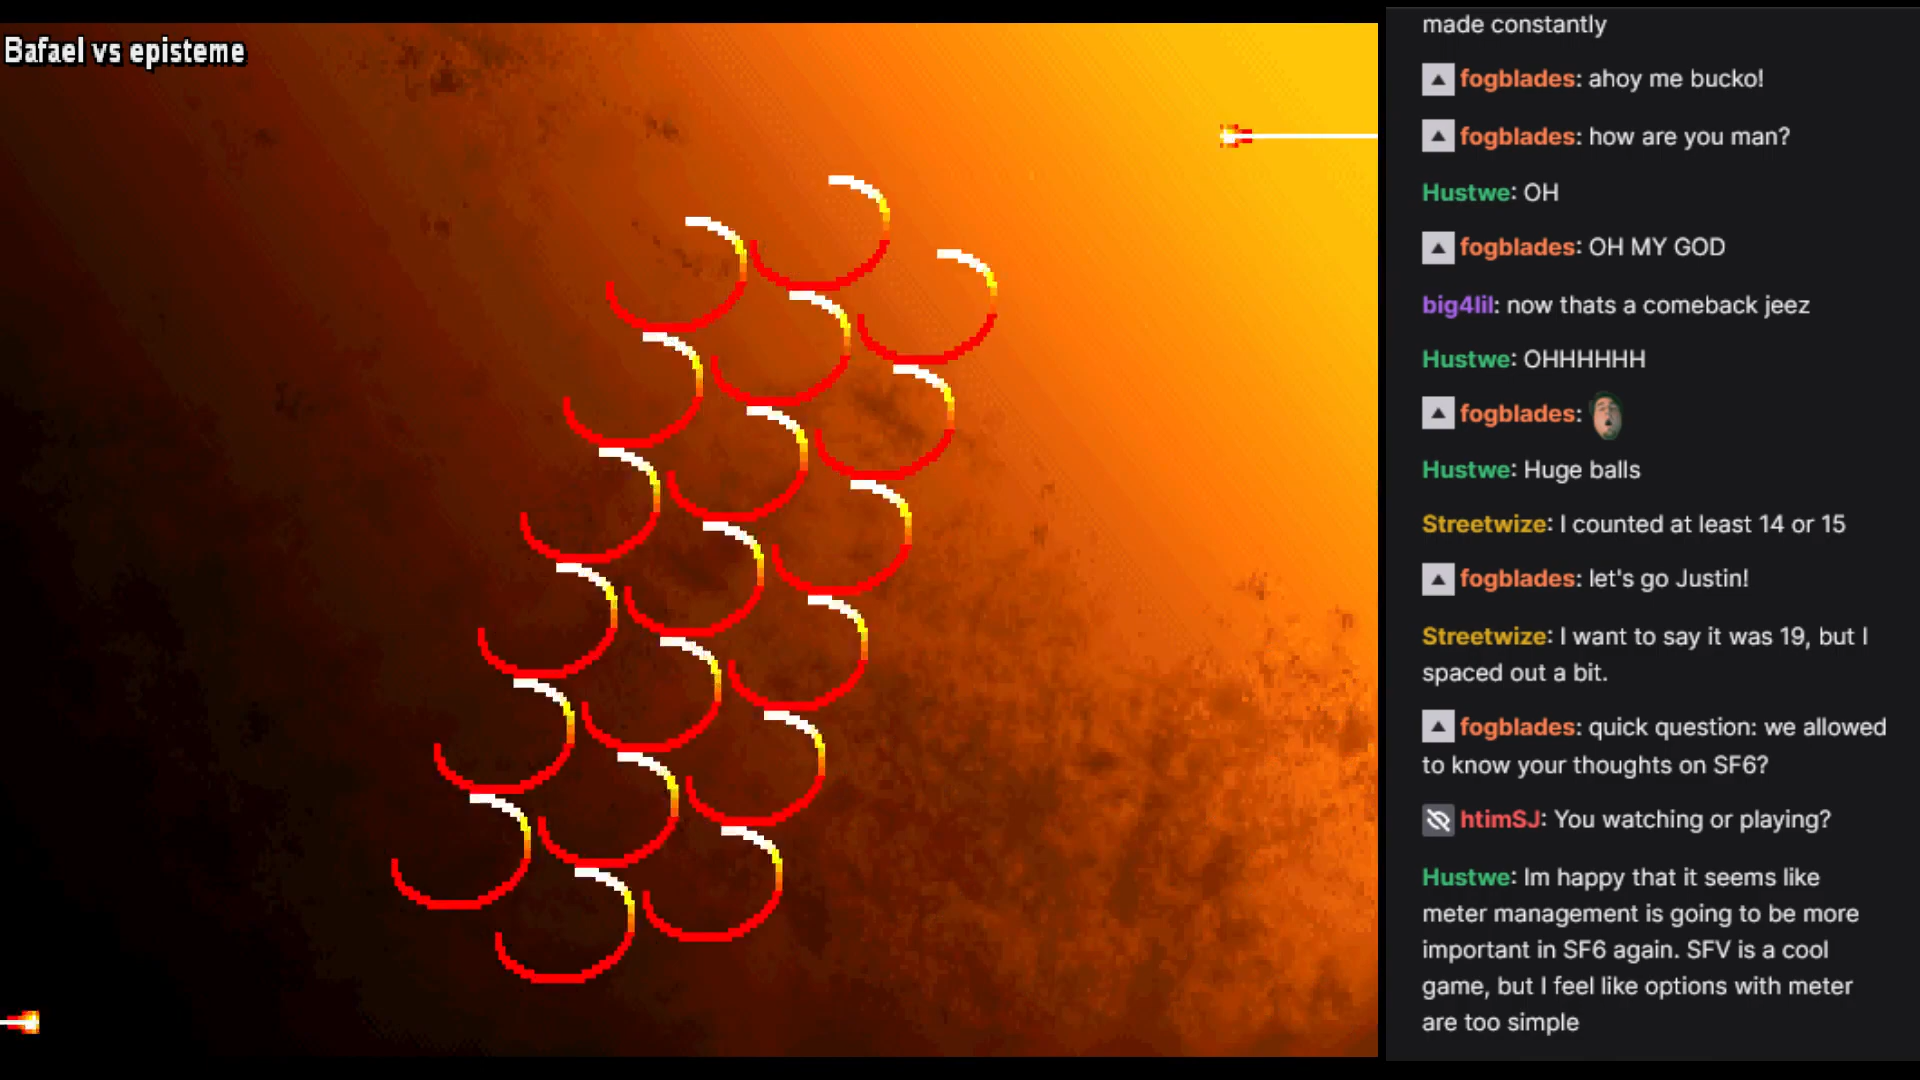 Bafael vs episteme
made constantly
fogblades: ahoy me bucko!
fogblades: how are you man?
Hustwe: OH
fogblades: OH MY GOD
big4lil: now thats a comeback jeez
Hustwe: OHHHHHH
fogblades:
Hustwe: Huge balls
Streetwize: I counted at least 14 or 15
fogblades: let's go Justin!
Streetwize: I want to say it was 19, but I
spaced out a bit.
fogblades: quick question: we allowed
to know your thoughts on SF6?
htimSJ: You watching or playing?
Hustwe: Im happy that it seems like
meter management is going to be more
important in SF6 again. SFV is a cool
game, but I feel like options with meter
are too simple